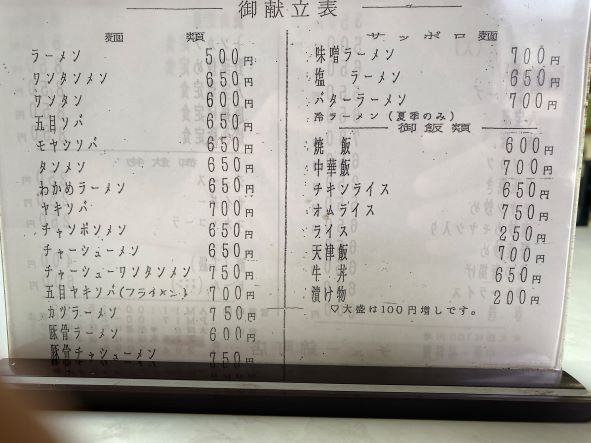 御献立表
麺類
ラーメン 500円
ワンタンメン 650円
ワンタン 600円
五目ソバ 650円
モヤシソバ 650円
タンメン 650円
わかめラーメン 650円
ヤキソバ 700円
チャンポンメン 650円
チャーシューメン 650円
チャーシューワンタンメン 750円
五目ヤキソバ(フライメン) 700円
カツラーメン 750円
豚骨ラーメン 600円
豚骨チャシューメン 750円
サッポロ麺
味噌ラーメン 700円
塩ラーメン 650円
バターラーメン 700円
冷ラーメン(夏季のみ)
御飯類
焼飯 600円
中華飯 700円
チキンライス 650円
オムライス 750円
ライス 250円
天津飯 700円
牛丼 650円
漬け物 200円
♡大盛は100円増しです。